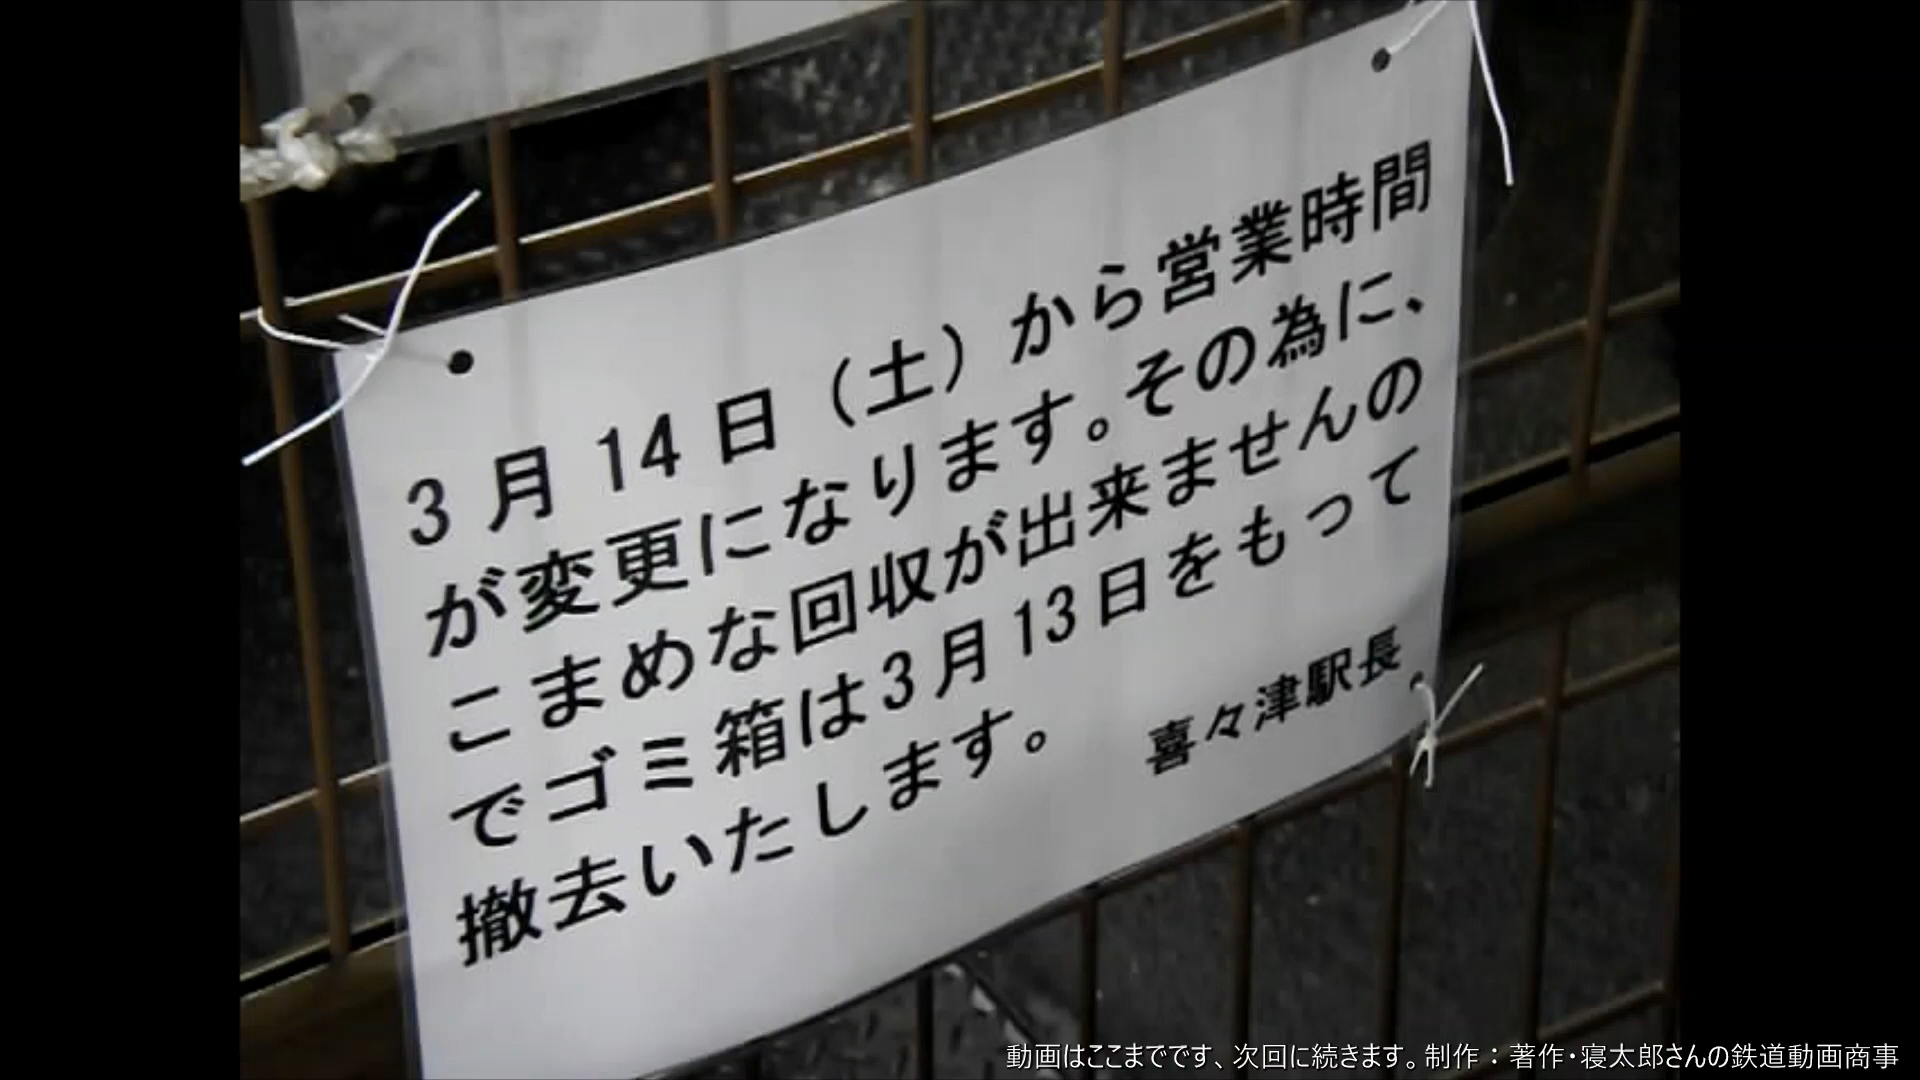 3月14日（土）から営業時間
が変更になります。その為に、
こまめな回収が出来ませんの
でゴミ箱は3月13日をもって
撤去いたします。
喜々津駅長
動画はここまでです、次回に続きます。制作：著作・寝太郎さんの鉄道動画商事